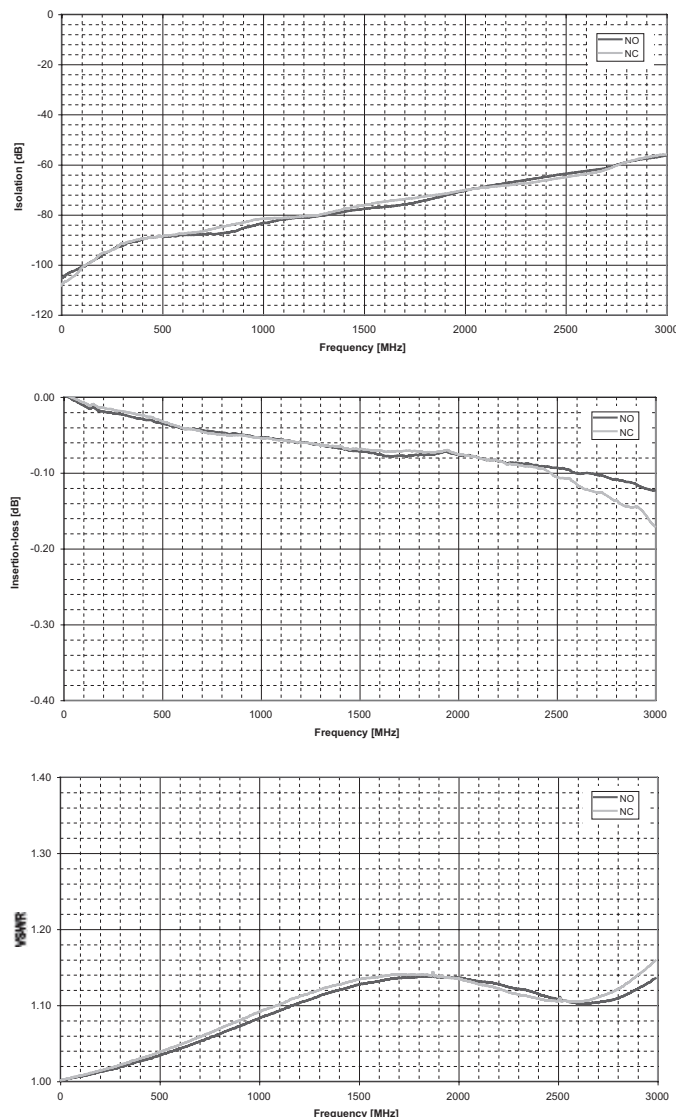 0
-20
-40
-60
-80
-100
-120
Isolation [dB]
NO
NC
0 500 1000 1500 2000 2500 3000
Frequency [MHz]
0.00
-0.10
-0.20
-0.30
-0.40
Insertion-loss [dB]
NO
NC
0 500 1000 1500 2000 2500 3000
Frequency [MHz]
1.40
1.30
1.20
1.10
1.00
VSWR
NO
NC
0 500 1000 1500 2000 2500 3000
Frequency [MHz]